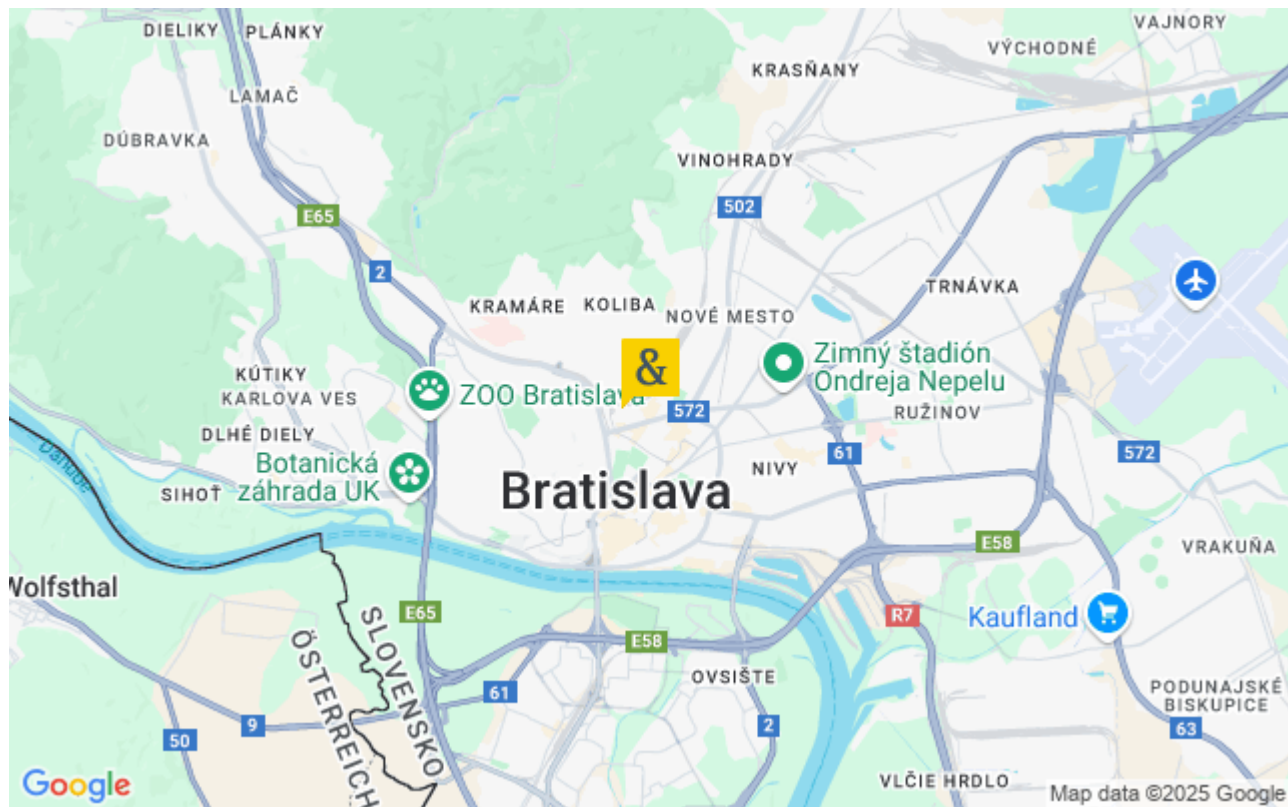 DIELIKY
PLÁNKY
VAJNORY
VÝCHODNÉ
KRASŇANY
LAMAČ
DÚBRAVKA
VINOHRADY
502
E65
2
TRNÁVKA
KRAMÁRE
KOLIBA
NOVÉ MESTO
&
Zimný štadión
Ondreja Nepelu
KÚTIKY
KARLOVA VES
ZOO Bratislava
572
RUŽINOV
DLHÉ DIELY
61
572
Danube
Botanická
záhrada UK
NIVY
SIHOŤ
Bratislava
E58
VRAKUŇA
Wolfsthal
E65
SLOVENSKO
ÖSTERREICH
R7
Kaufland
E58
OVSIŠTE
61
PODUNAJSKÉ
BISKUPICE
9
50
2
63
VLČIE HRDLO
Google
Map data ©2025 Google